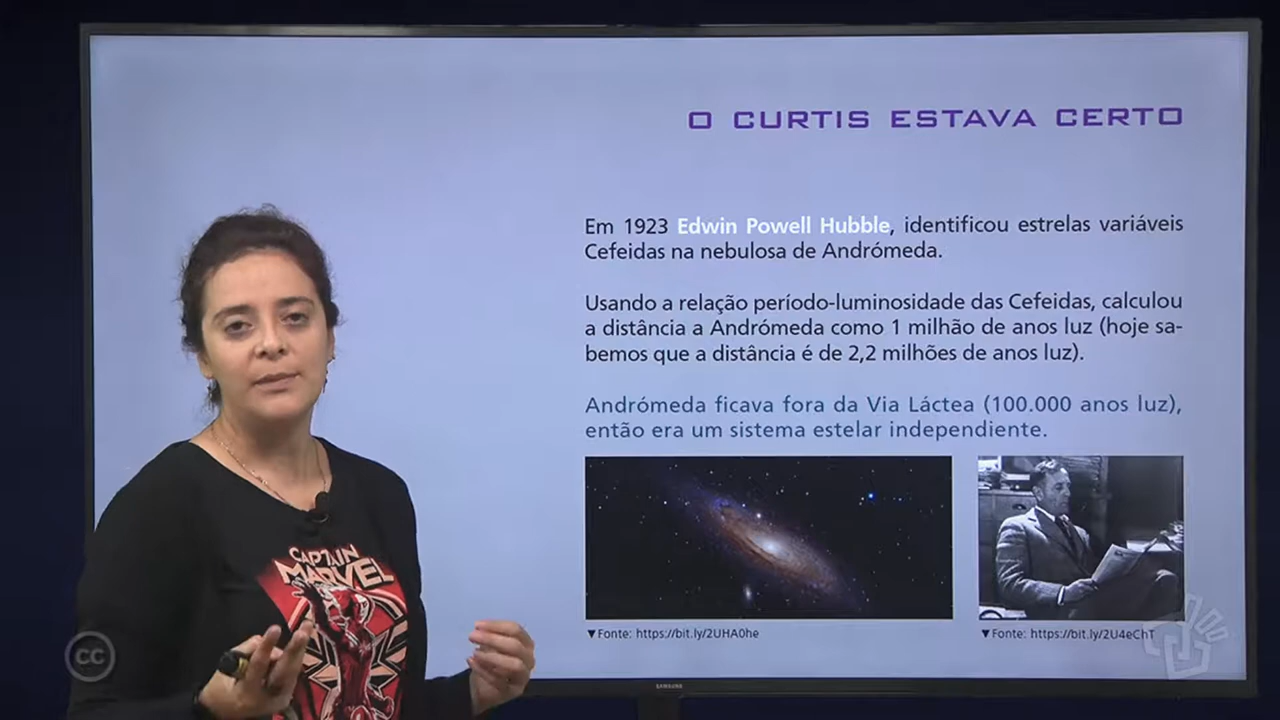 O CURTIS ESTAVA CERTO
Em 1923 Edwin Powell Hubble, identificou estrelas variáveis
Cefeidas na nebulosa de Andrómeda.
Usando a relação período-luminosidade das Cefeidas, calculou
a distância a Andrómeda como 1 milhão de anos luz (hoje sa-
bemos que a distância é de 2,2 milhões de anos luz).
Andrómeda ficava fora da Via Láctea (100.000 anos luz),
então era um sistema estelar independiente.
▼Fonte: https://bit.ly/2UHA0he
▼Fonte: https://bit.ly/2U4eChT
CAPTAIN
MARVEL
cc
SAMSUNG